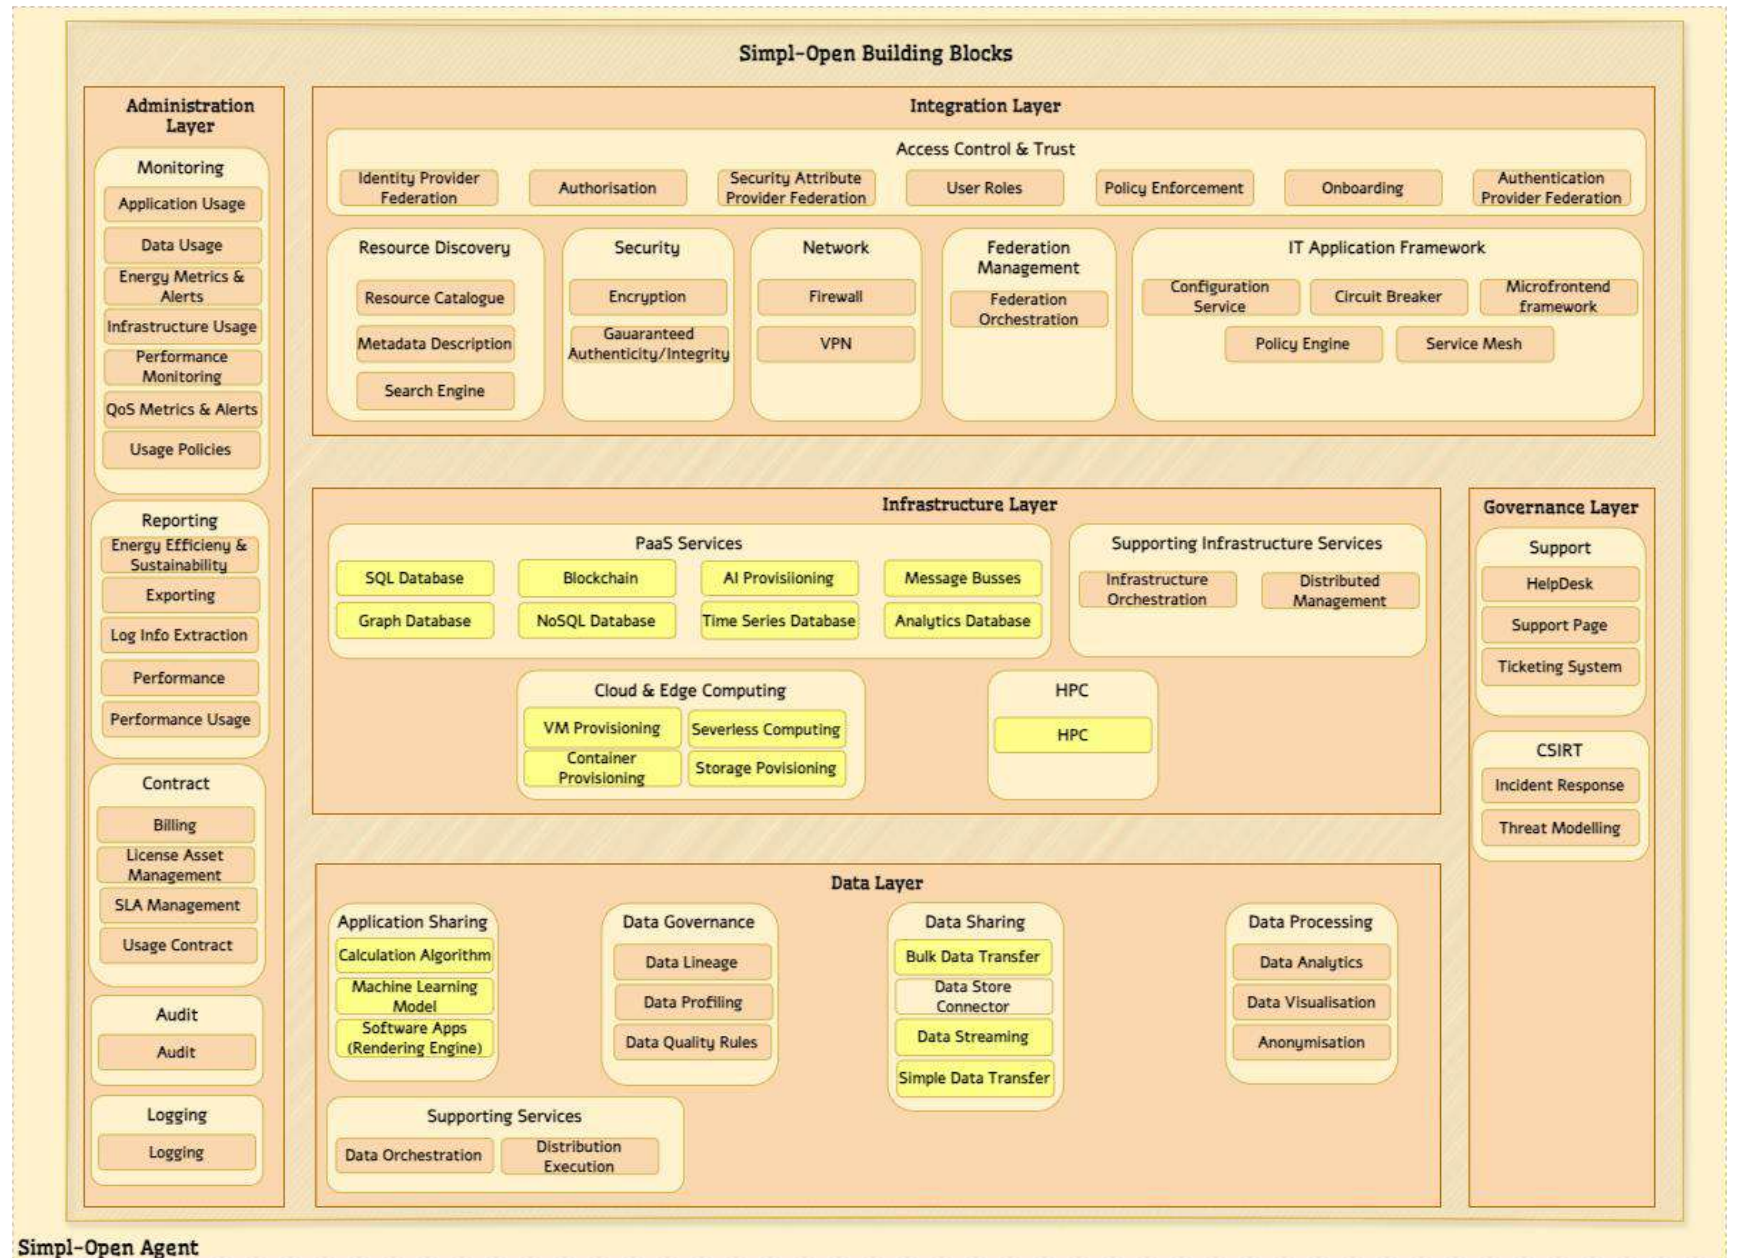 Simpl-Open Building Blocks
Administration
Layer
Monitoring
Application Usage
Data Usage
Energy Metrics &
Alerts
Infrastructure Usage
Performance
Monitoring
QoS Metrics & Alerts
Usage Policies
Reporting
Energy Efficieny &
Sustainability
Exporting
Log Info Extraction
Performance
Performance Usage
Contract
Billing
License Asset
Management
SLA Management
Usage Contract
Audit
Audit
Logging
Logging
Integration Layer
Access Control & Trust
Identity Provider
Federation
Authorisation
Security Attribute
Provider Federation
User Roles
Policy Enforcement
Onboarding
Authentication
Provider Federation
Resource Discovery
Resource Catalogue
Metadata Description
Search Engine
Security
Encryption
Gauaranteed
Authenticity/Integrity
Network
Firewall
VPN
Federation
Management
Federation
Orchestration
IT Application Framework
Configuration
Service
Circuit Breaker
Microfrontend
framework
Policy Engine
Service Mesh
Infrastructure Layer
PaaS Services
SQL Database
Blockchain
AI Provisiioning
Message Busses
Graph Database
NoSQL Database
Time Series Database
Analytics Database
Supporting Infrastructure Services
Infrastructure
Orchestration
Distributed
Management
Cloud & Edge Computing
VM Provisioning
Severless Computing
Container
Provisioning
Storage Povisioning
HPC
HPC
Governance Layer
Support
HelpDesk
Support Page
Ticketing System
CSIRT
Incident Response
Threat Modelling
Data Layer
Application Sharing
Calculation Algorithm
Machine Learning
Model
Software Apps
(Rendering Engine)
Data Governance
Data Lineage
Data Profiling
Data Quality Rules
Data Sharing
Bulk Data Transfer
Data Store
Connector
Data Streaming
Simple Data Transfer
Data Processing
Data Analytics
Data Visualisation
Anonymisation
Supporting Services
Data Orchestration
Distribution
Execution
Simpl-Open Agent